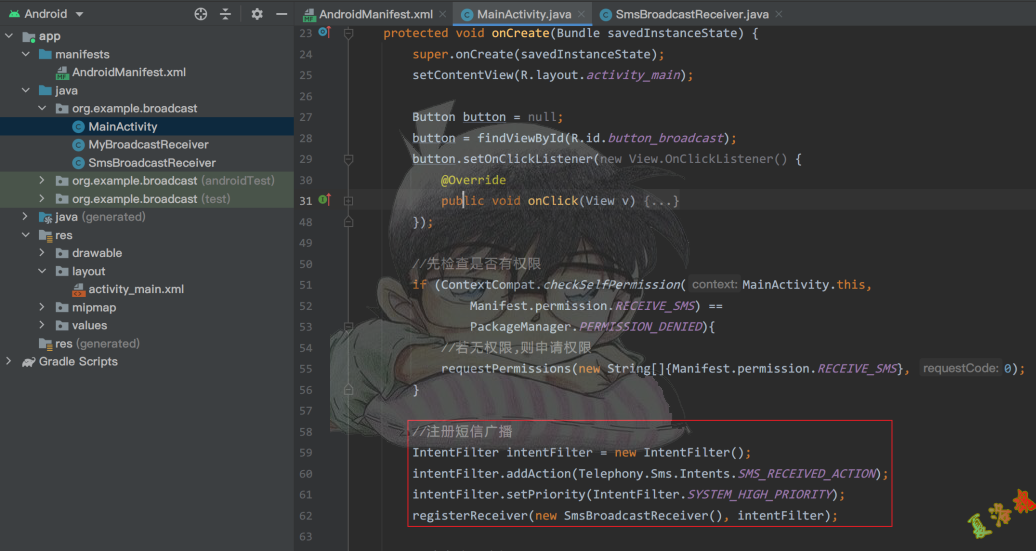 Android
AndroidManifest.xml
MainActivity.java
SmsBroadcastReceiver.java
app
manifests
AndroidManifest.xml
java
org.example.broadcast
MainActivity
MyBroadcastReceiver
SmsBroadcastReceiver
org.example.broadcast (androidTest)
org.example.broadcast (test)
java (generated)
res
drawable
layout
activity_main.xml
mipmap
values
res (generated)
Gradle Scripts
23 protected void onCreate(Bundle savedInstanceState) {
24 super.onCreate(savedInstanceState);
25 setContentView(R.layout.activity_main);
26
27 Button button = null;
28 button = findViewById(R.id.button_broadcast);
29 button.setOnClickListener(new View.OnClickListener() {
30 @Override
31 public void onClick(View v) {...}
48 });
49
50 //先检查是否有权限
51 if (ContextCompat.checkSelfPermission( context: MainActivity.this,
52 Manifest.permission.RECEIVE_SMS) ==
53 PackageManager.PERMISSION_DENIED){
54 //若无权限,则申请权限
55 requestPermissions(new String[]{Manifest.permission.RECEIVE_SMS}, requestCode: 0);
56 }
57
58 //注册短信广播
59 IntentFilter intentFilter = new IntentFilter();
60 intentFilter.addAction(Telephony.Sms.Intents.SMS_RECEIVED_ACTION);
61 intentFilter.setPriority(IntentFilter.SYSTEM_HIGH_PRIORITY);
62 registerReceiver(new SmsBroadcastReceiver(), intentFilter);
63